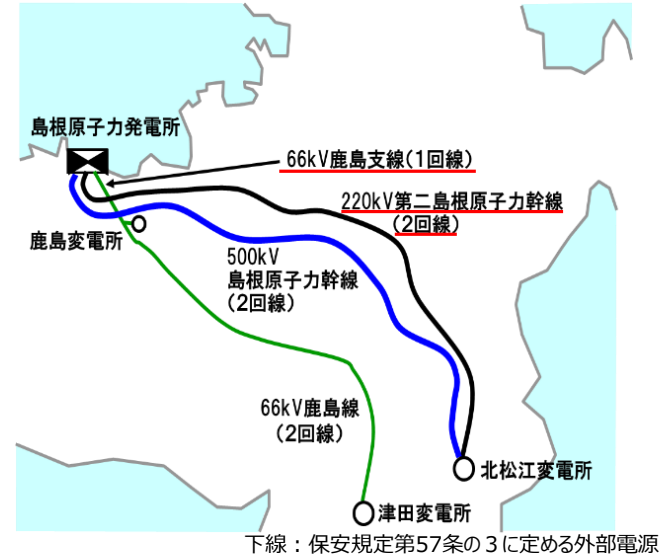 島根原子力発電所
66kV鹿島支線(1回線)
220kV第二島根原子力幹線
(2回線)
鹿島変電所
500kV
島根原子力幹線
(2回線)
66kV鹿島線
(2回線)
北松江変電所
津田変電所
下線：保安規定第57条の３に定める外部電源